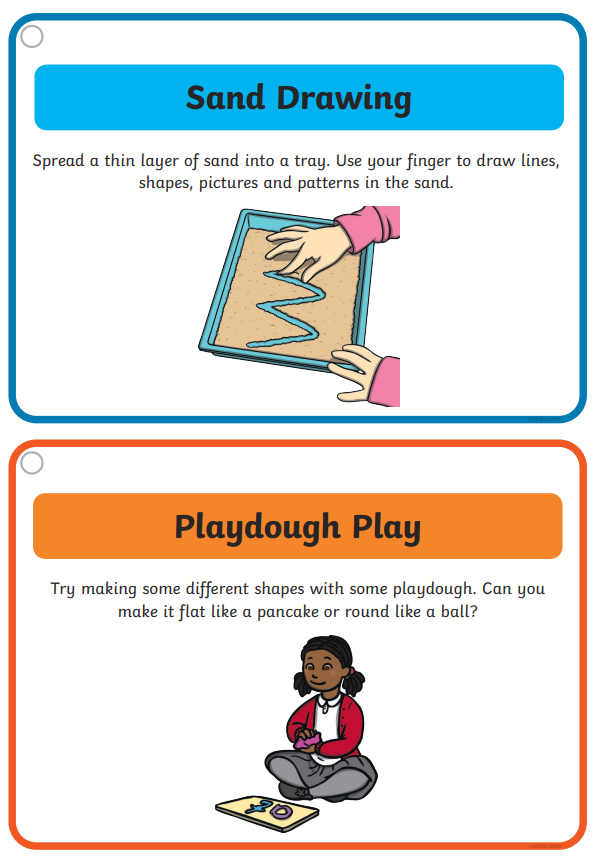 Sand Drawing
Spread a thin layer of sand into a tray. Use your finger to draw lines,
shapes, pictures and patterns in the sand.
Playdough Play
Try making some different shapes with some playdough. Can you
make it flat like a pancake or round like a ball?